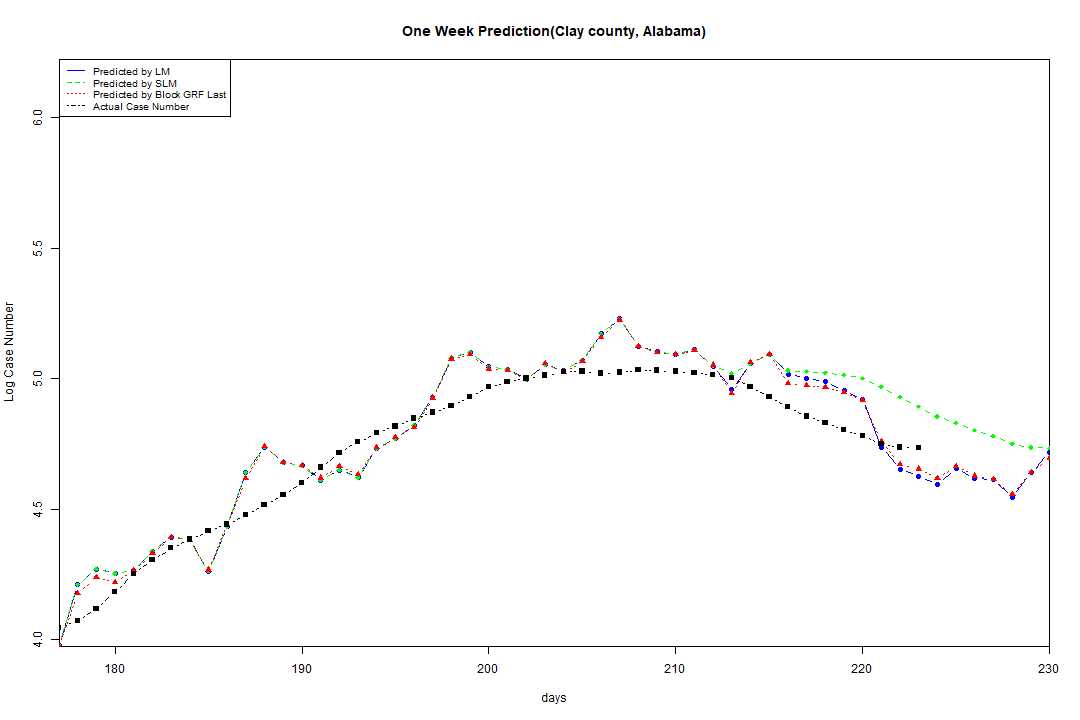 One Week Prediction(Clay county, Alabama)
Predicted by LM
Predicted by SLM
Predicted by Block GRF Last
Actual Case Number
Log Case Number
6.0
5.5
5.0
4.5
4.0
180 190 200 210 220 230
days